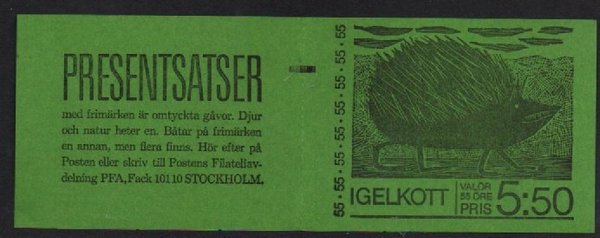 PRESENTSATSER
med frimärken är omtyckta gåvor. Djur
och natur heter en. Båtar på frimärken
en annan, men flera finns. Hör efter på
Posten eller skriv till Postens Filateliav-
delning PFA, Fack 101 10 STOCKHOLM.
55·55·55·55·55·55·55·55
IGELKOTT
VALÖR
55 ÖRE
PRIS
5:50